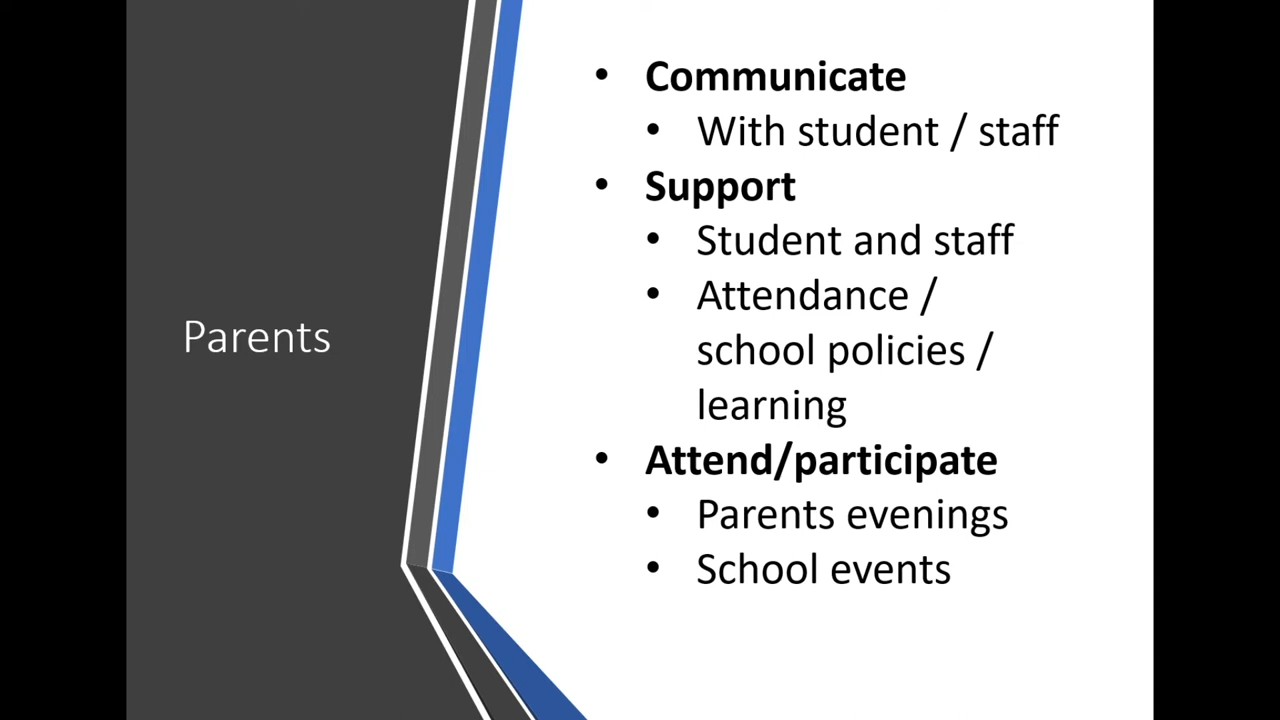 Parents
• Communicate
• With student / staff
• Support
• Student and staff
• Attendance /
school policies /
learning
• Attend/participate
• Parents evenings
• School events